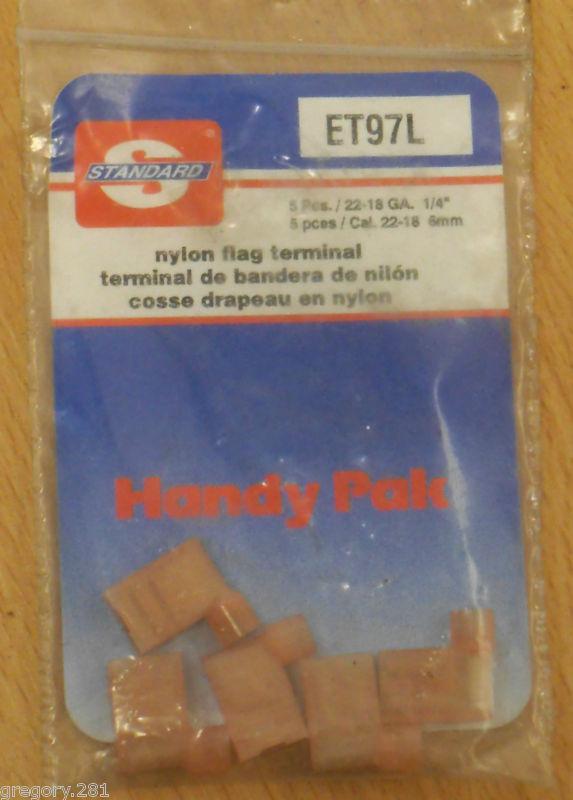 S
STANDARD
®
ET97L
5 Pcs. / 22-18 GA. 1/4"
5 pces / Cal. 22-18 6mm
nylon flag terminal
terminal de bandera de nilón
cosse drapeau en nylon
Handy Pak
gregory.281